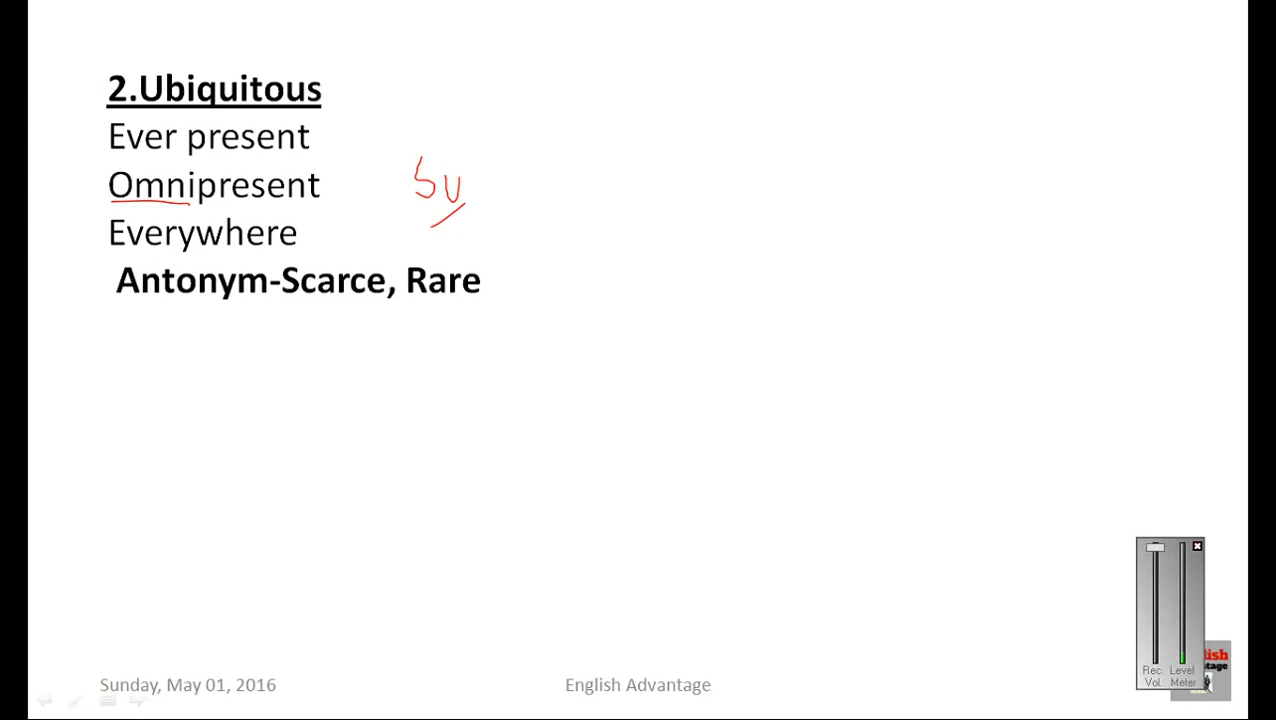 2.Ubiquitous
Ever present
Omnipresent
Everywhere
Antonym-Scarce, Rare
Rec. Level
Vol. Meter
Sunday, May 01, 2016
English Advantage